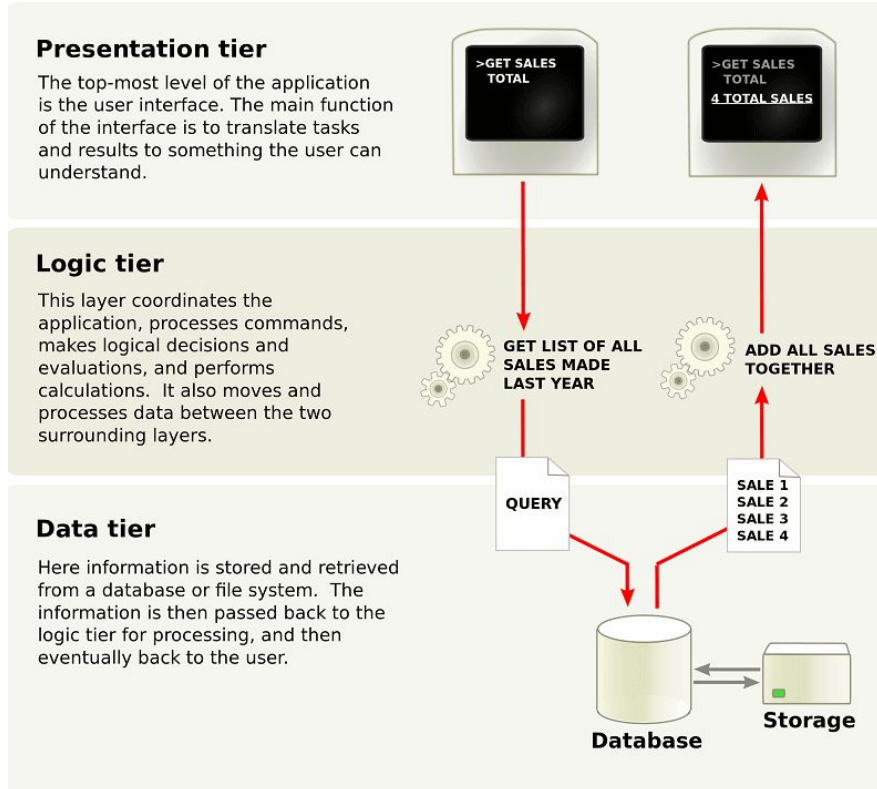 Presentation tier
The top-most level of the application
is the user interface. The main function
of the interface is to translate tasks
and results to something the user can
understand.
>GET SALES
TOTAL
>GET SALES
TOTAL
4 TOTAL SALES
Logic tier
This layer coordinates the
application, processes commands,
makes logical decisions and
evaluations, and performs
calculations.  It also moves and
processes data between the two
surrounding layers.
GET LIST OF ALL
SALES MADE
LAST YEAR
ADD ALL SALES
TOGETHER
QUERY
SALE 1
SALE 2
SALE 3
SALE 4
Data tier
Here information is stored and retrieved
from a database or file system.  The
information is then passed back to the
logic tier for processing, and then
eventually back to the user.
Database
Storage